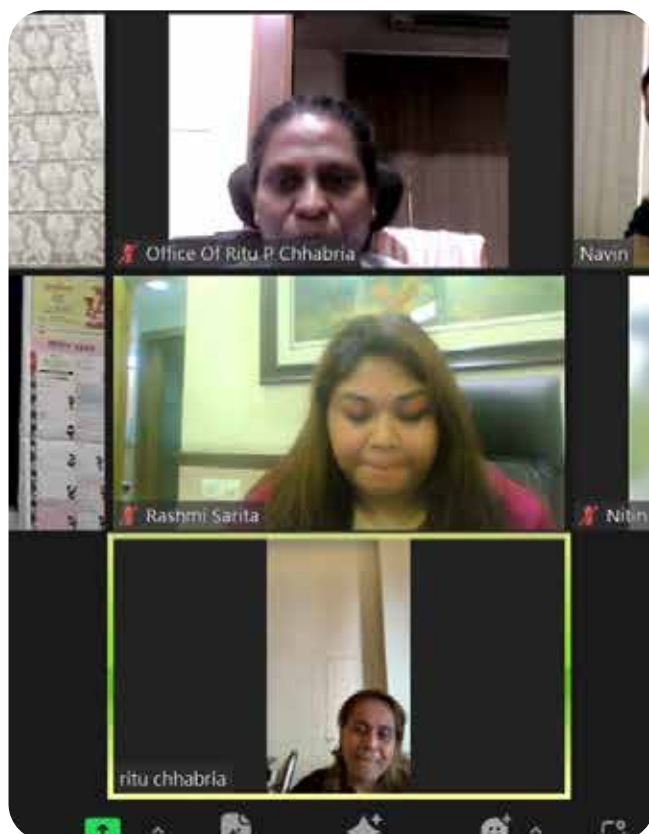 Office Of Ritu P Chhabria
Navin
Rashmi Sarita
Nitin
ritu chhabria